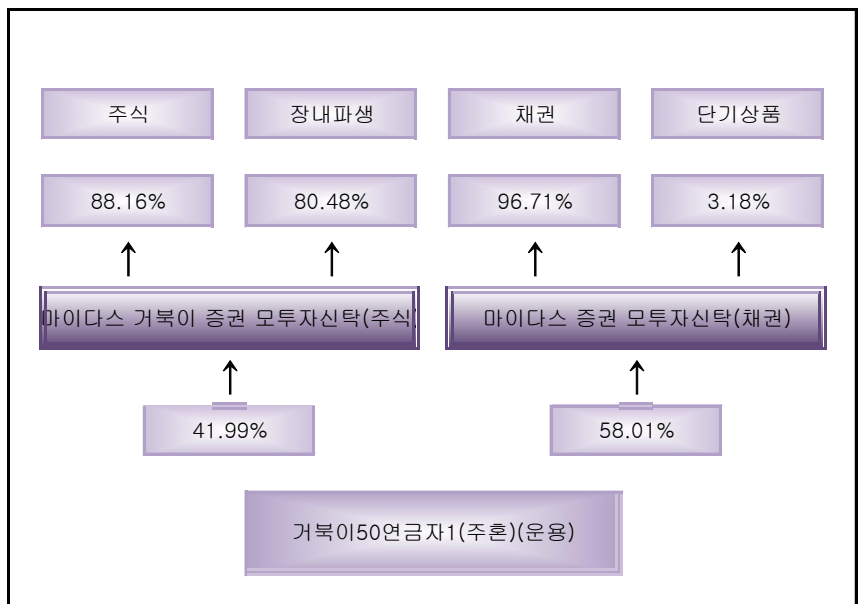 주식
장내파생
채권
단기상품
88.16%
80.48%
96.71%
3.18%
마이다스 거북이 증권 모투자신탁(주식)
마이다스 증권 모투자신탁(채권)
41.99%
58.01%
거북이50연금자1(주혼)(운용)